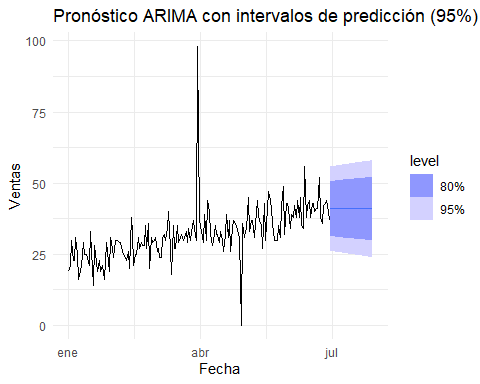 Pronóstico ARIMA con intervalos de predicción (95%)
100
75
50
25
0
Ventas
ene
abr
jul
Fecha
level
80%
95%